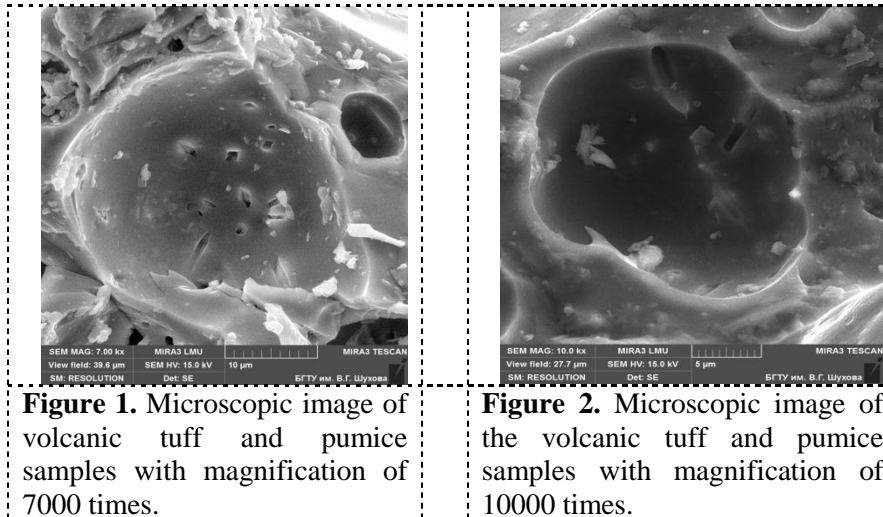 SEM MAG: 7.00 kx MIRA3 LMU MIRA3 TESCAN
View field: 39.6 µm SEM HV: 15.0 kV 10 µm
SM: RESOLUTION Det: SE БГТУ им. В.Г. Шухова
Figure 1. Microscopic image of
volcanic tuff and pumice
samples with magnification of
7000 times.
SEM MAG: 10.0 kx MIRA3 LMU MIRA3 TESCAN
View field: 27.7 µm SEM HV: 15.0 kV 5 µm
SM: RESOLUTION Det: SE БГТУ им. В.Г. Шухова
Figure 2. Microscopic image of
the volcanic tuff and pumice
samples with magnification of
10000 times.